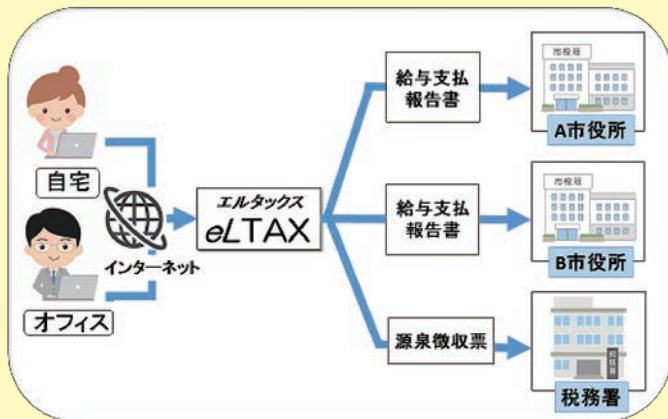 自宅
オフィス
インターネット
エルタックス
eLTAX
給与支払
報告書
市役所
A市役所
給与支払
報告書
市役所
B市役所
源泉徴収票
税務署
税務署